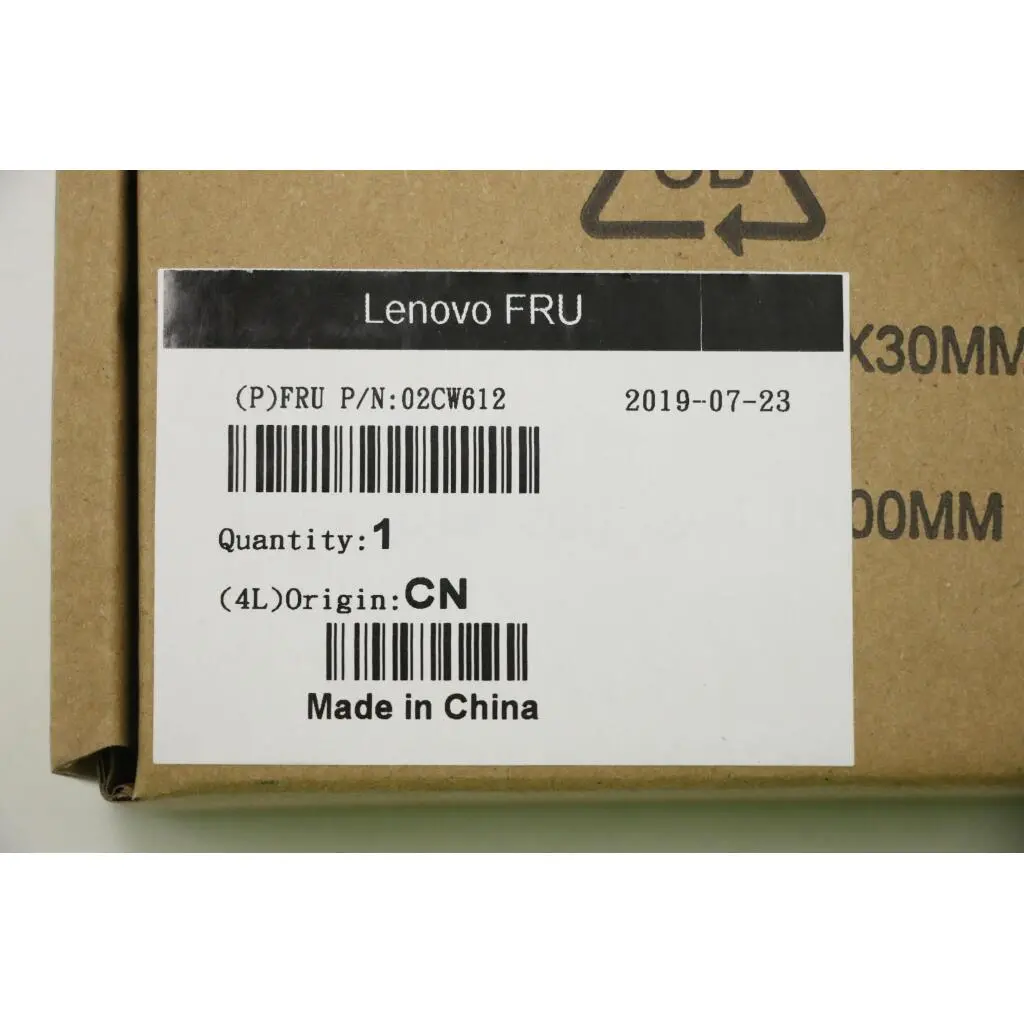 Lenovo FRU
X30MM
(P)FRU P/N:02CW612 2019-07-23
00MM
Quantity:1
(4L)Origin:CN
Made in China